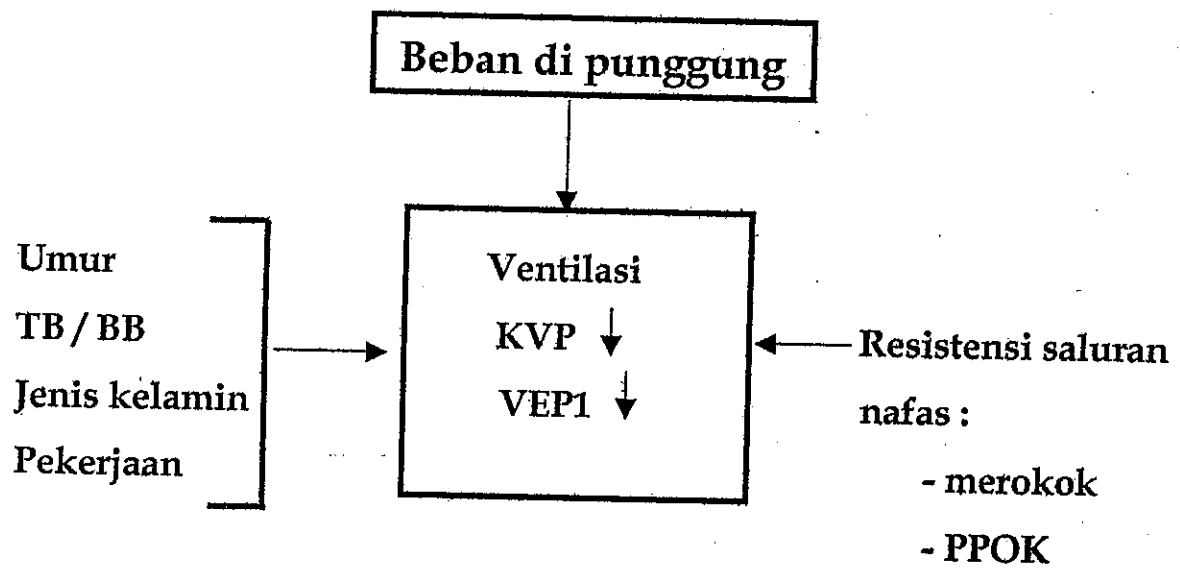 Beban di punggung
Umur
TB / BB
Jenis kelamin
Pekerjaan
Ventilasi
KVP ↓
VEP1 ↓
Resistensi saluran
nafas :
- merokok
- PPOK